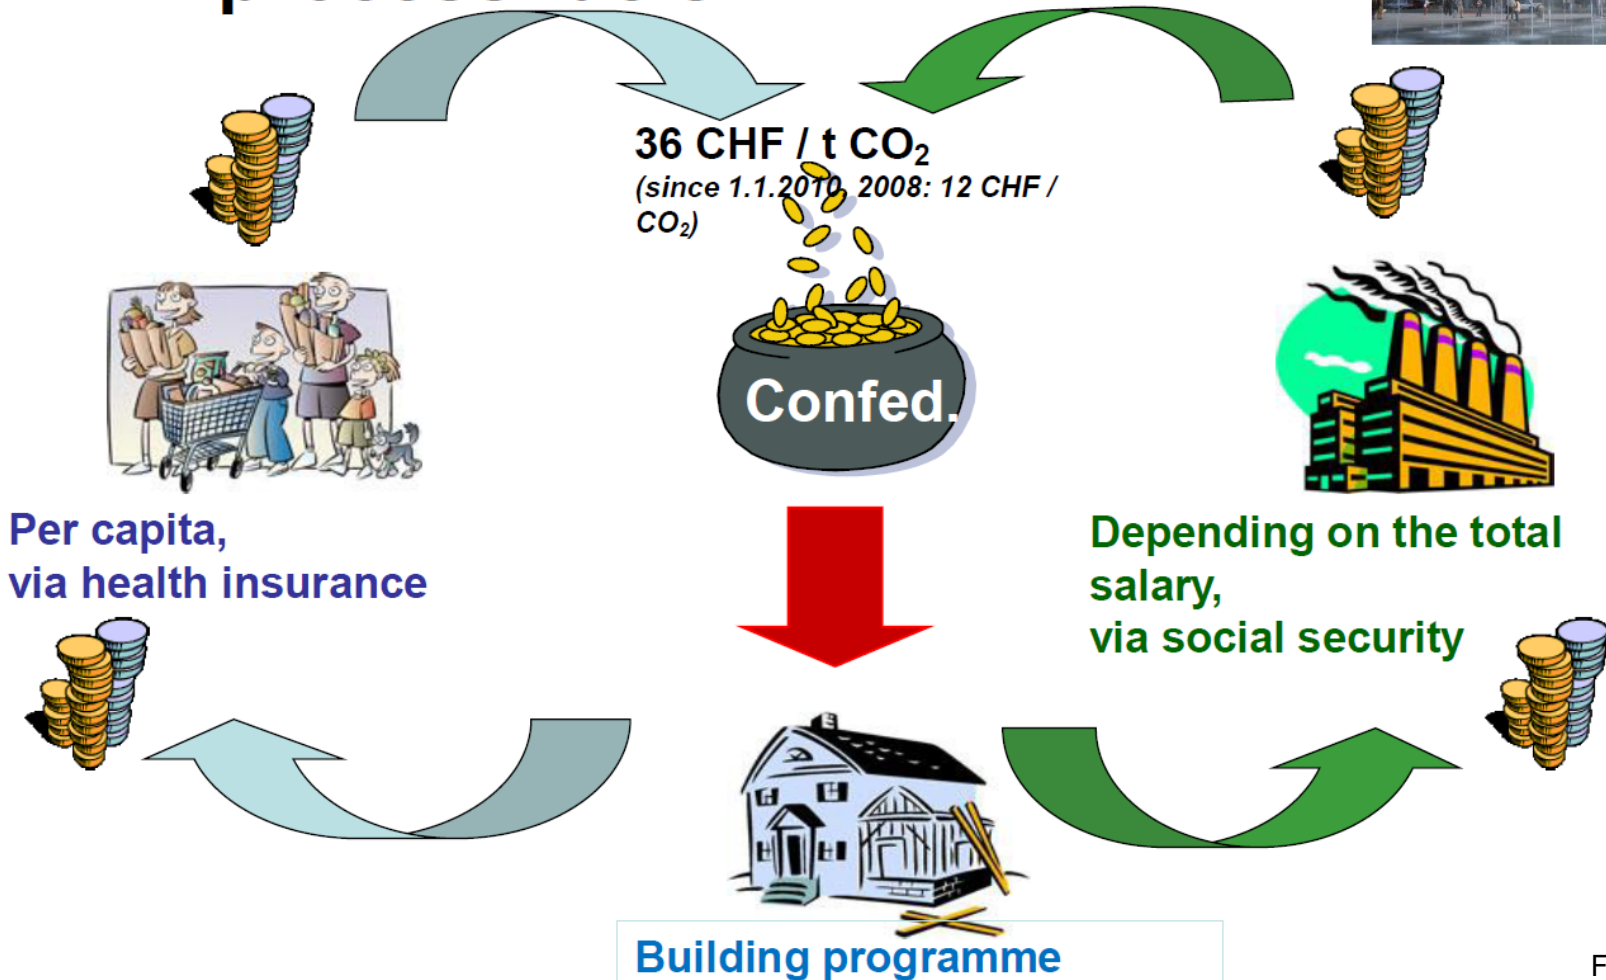 36 CHF / t CO₂
(since 1.1.2010, 2008: 12 CHF /
CO₂)
Confed.
Per capita,
via health insurance
Depending on the total
salary,
via social security
Building programme